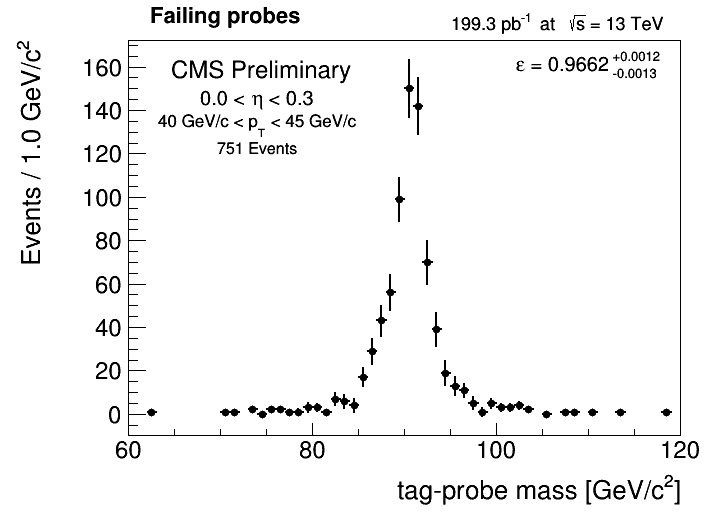 Failing probes
199.3 pb⁻¹ at √s = 13 TeV
CMS Preliminary
0.0 < η < 0.3
40 GeV/c < p_T < 45 GeV/c
751 Events
ε = 0.9662 +0.0012 -0.0013
Events / 1.0 GeV/c²
160
140
120
100
80
60
40
20
0
60 80 100 120
tag-probe mass [GeV/c²]